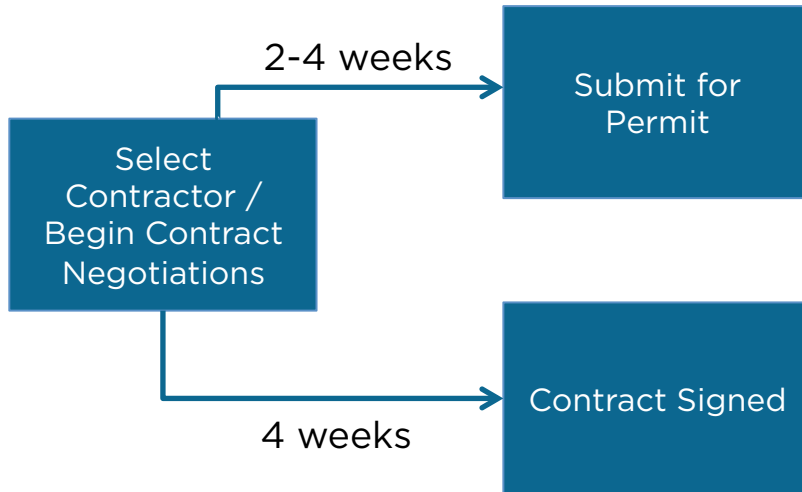 2-4 weeks
Submit for
Permit
Select
Contractor /
Begin Contract
Negotiations
Contract Signed
4 weeks